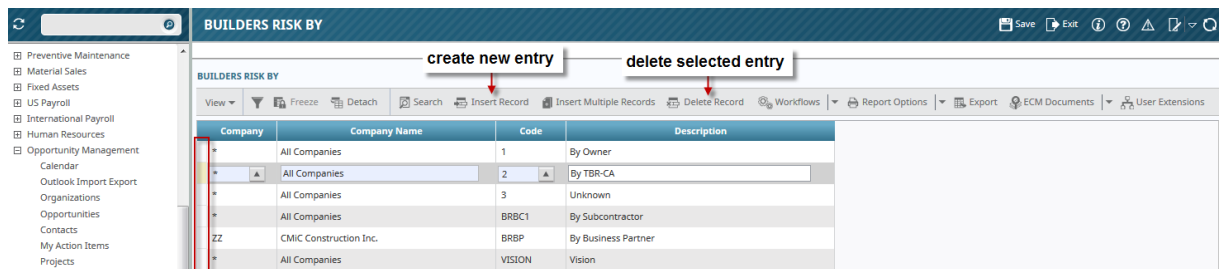 BUILDERS RISK BY
Save Exit
create new entry
delete selected entry
Preventive Maintenance
Material Sales
Fixed Assets
US Payroll
International Payroll
Human Resources
Opportunity Management
Calendar
Outlook Import Export
Organizations
Opportunities
Contacts
My Action Items
Projects
BUILDERS RISK BY
View Freeze Detach Search Insert Record Insert Multiple Records Delete Record Workflows Report Options Export ECM Documents User Extensions
Company Company Name Code Description
* All Companies 1 By Owner
* All Companies 2 By TBR-CA
* All Companies 3 Unknown
* All Companies BRBC1 By Subcontractor
ZZ CMiC Construction Inc. BRBP By Business Partner
* All Companies VISION Vision